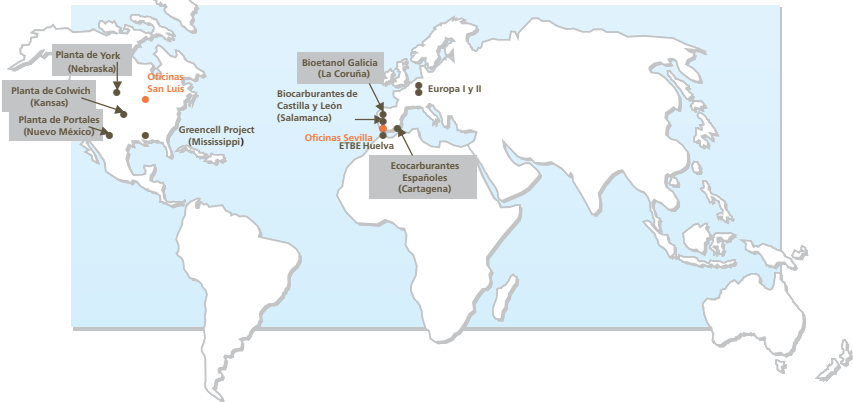 Planta de York
(Nebraska)
Oficinas
San Luis
Planta de Colwich
(Kansas)
Planta de Portales
(Nuevo México)
Greencell Project
(Mississippi)
Bioetanol Galicia
(La Coruña)
Biocarburantes de
Castilla y León
(Salamanca)
Europa I y II
Oficinas Sevilla
ETBE Huelva
Ecocarburantes
Españoles
(Cartagena)